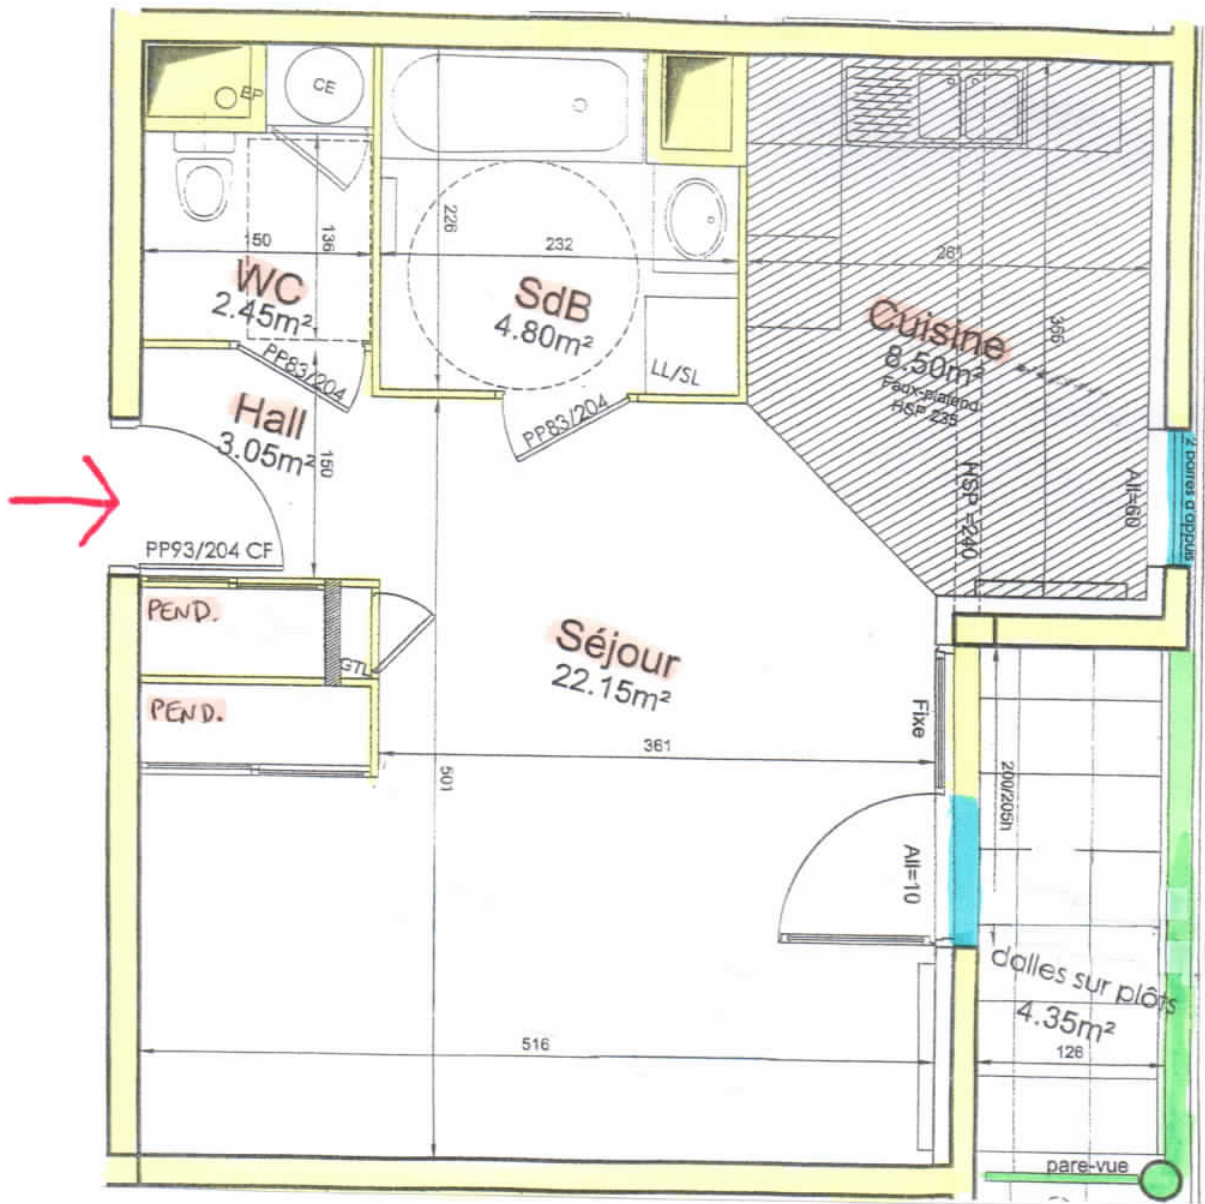 EP
CE
226
150
136
232
261
366
WC
2.45m²
SdB
4.80m²
Cuisine
8.50m²
Faux-plafond
HSP 235
PP83/204
LL/SL
Hall
3.05m²
PP83/204
150
HSP =240
All=60
2 barres d'appuis
PP93/204 CF
PEND.
GTL
PEND.
Séjour
22.15m²
Fixe
361
501
200/205h
All=10
dalles sur plôts
4.35m²
516
126
pare-vue